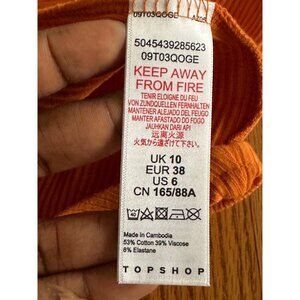 09T03QOGE
5045439285623
09T03QOGE
KEEP AWAY
FROM FIRE
TENIR ELOIGNE DU FEU
VON ZUNDQUELLEN FERNHALTEN
MANTENER ALEJADO DEL FUEGO
MANTER AFASTADO DO FOGO
JAUHKAN DARI API
远离火源
火気から遠ざけて下さい
UK 10
EUR 38
US 6
CN 165/88A
40
Made in Cambodia
53% Cotton 39% Viscose
8% Elastane
TOPSHOP